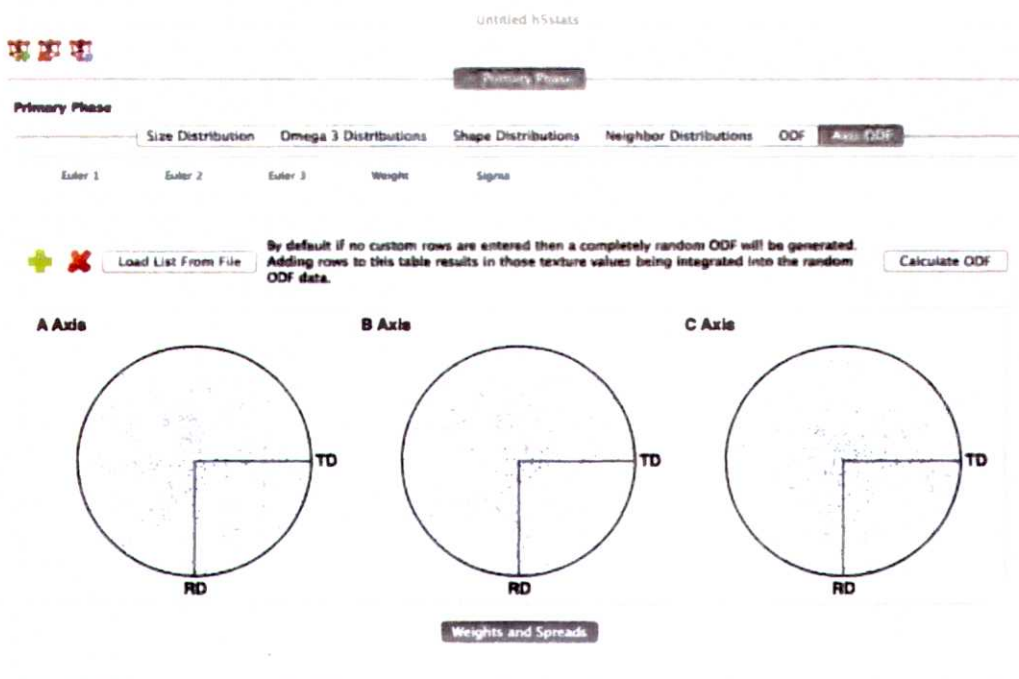 untitled h5stats
Primary Phase
Primary Phase
Size Distribution Omega 3 Distributions Shape Distributions Neighbor Distributions ODF Axis ODF
Euler 1 Euler 2 Euler 3 Weight Sigma
Load List From File
By default if no custom rows are entered then a completely random ODF will be generated.
Adding rows to this table results in those texture values being integrated into the random
ODF data.
Calculate ODF
A Axis B Axis C Axis
TD TD TD
RD RD RD
Weights and Spreads